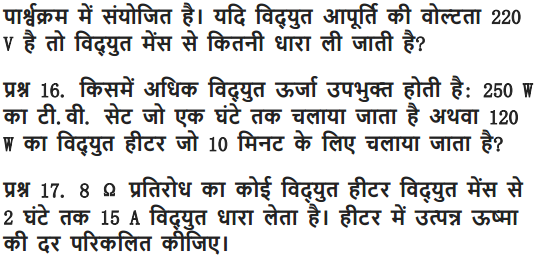 पार्श्वक्रम में संयोजित है। यदि विद्युत आपूर्ति की वोल्टता 220
V है तो विद्युत मेंस से कितनी धारा ली जाती है?
प्रश्न 16. किसमें अधिक विद्युत ऊर्जा उपभुक्त होती है: 250 W
का टी.वी. सेट जो एक घंटे तक चलाया जाता है अथवा 120
W का विद्युत हीटर जो 10 मिनट के लिए चलाया जाता है?
प्रश्न 17. 8 Ω प्रतिरोध का कोई विद्युत हीटर विद्युत मेंस से
2 घंटे तक 15 A विद्युत धारा लेता है। हीटर में उत्पन्न ऊष्मा
की दर परिकलित कीजिए।